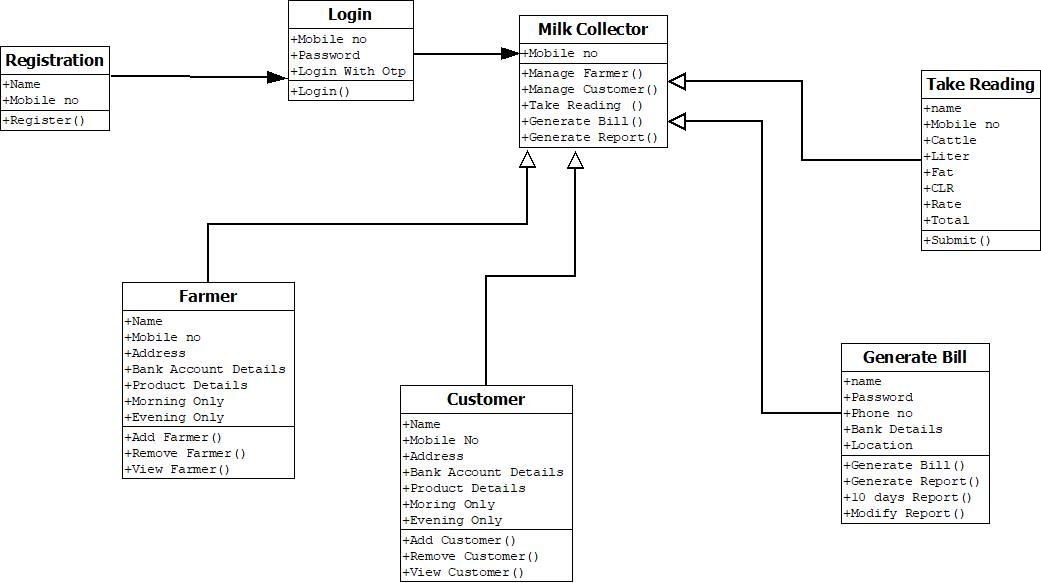 Registration
+Name
+Mobile no
+Register()
Login
+Mobile no
+Password
+Login With Otp
+Login()
Milk Collector
+Mobile no
+Manage Farmer()
+Manage Customer()
+Take Reading ()
+Generate Bill()
+Generate Report()
Take Reading
+name
+Mobile no
+Cattle
+Liter
+Fat
+CLR
+Rate
+Total
+Submit()
Farmer
+Name
+Mobile no
+Address
+Bank Account Details
+Product Details
+Morning Only
+Evening Only
+Add Farmer()
+Remove Farmer()
+View Farmer()
Customer
+Name
+Mobile No
+Address
+Bank Account Details
+Product Details
+Moring Only
+Evening Only
+Add Customer()
+Remove Customer()
+View Customer()
Generate Bill
+name
+Password
+Phone no
+Bank Details
+Location
+Generate Bill()
+Generate Report()
+10 days Report()
+Modify Report()